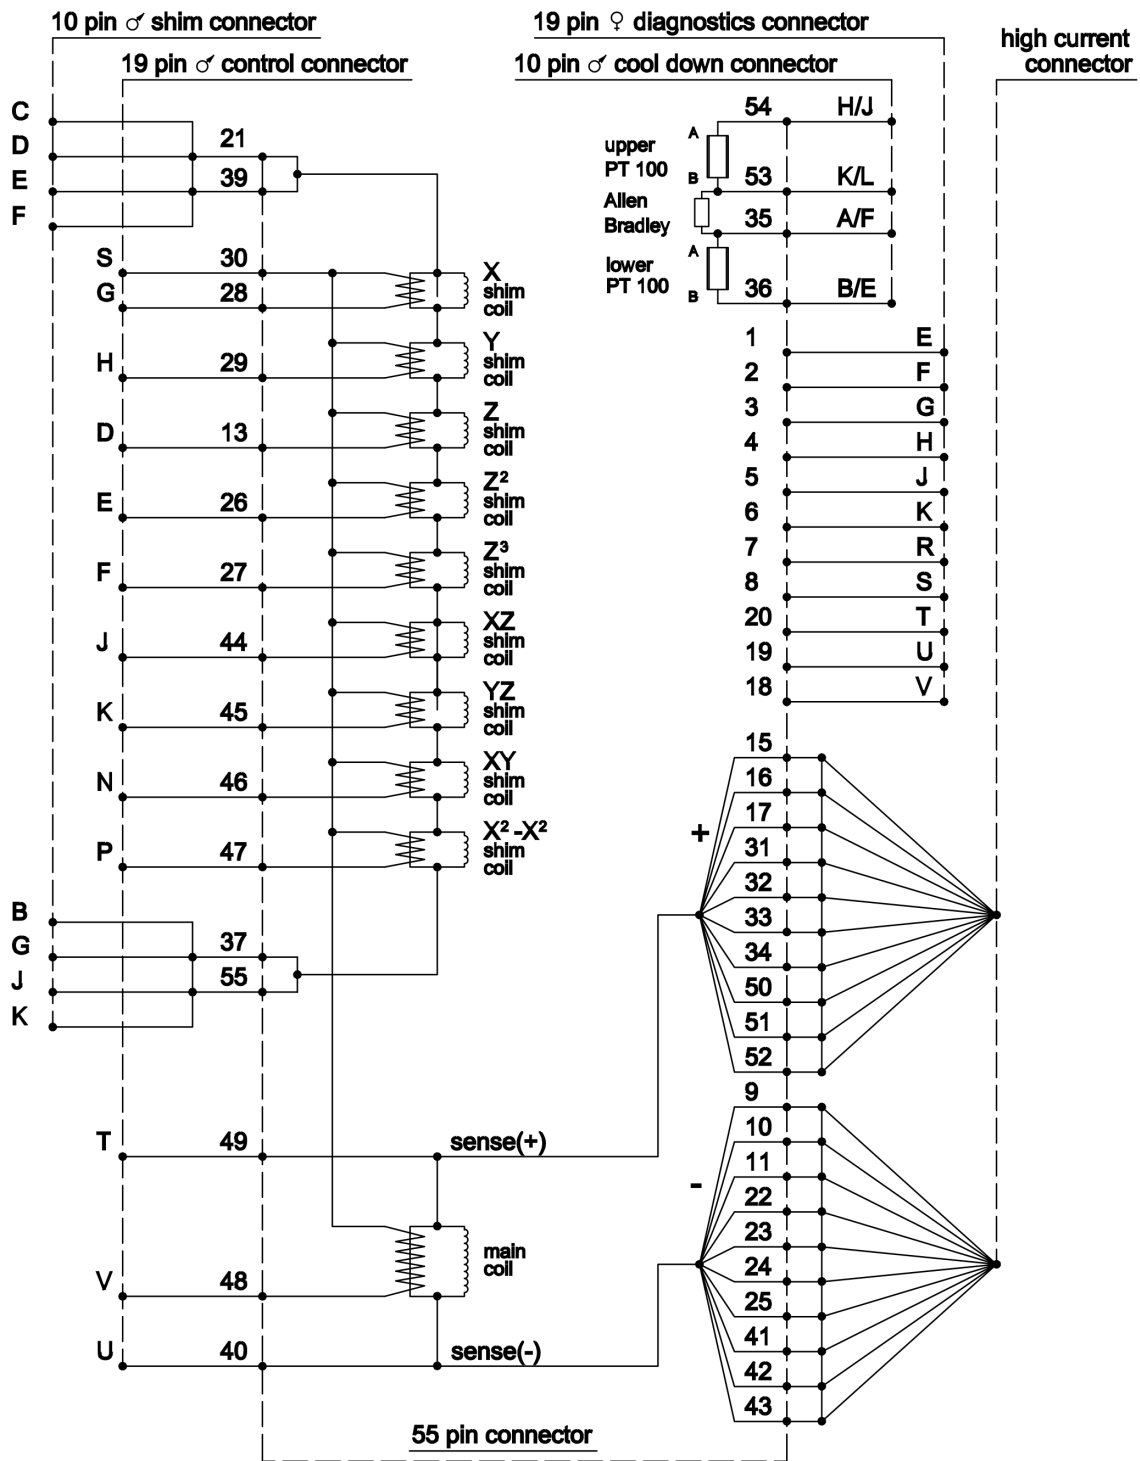 10 pin ♂ shim connector
19 pin ♀ diagnostics connector
high current
connector
19 pin ♂ control connector
10 pin ♂ cool down connector
C
D 21
E 39
F
S 30
G 28
X
shim
coil
H 29
Y
shim
coil
D 13
Z
shim
coil
E 26
Z²
shim
coil
F 27
Z³
shim
coil
J 44
XZ
shim
coil
K 45
YZ
shim
coil
N 46
XY
shim
coil
P 47
X² -X²
shim
coil
B
G 37
J 55
K
T 49 sense(+)
V 48
main
coil
U 40 sense(-)
54 H/J
A
upper
PT 100
B
53 K/L
Allen
Bradley
35 A/F
A
lower
PT 100
B
36 B/E
1 E
2 F
3 G
4 H
5 J
6 K
7 R
8 S
20 T
19 U
18 V
+
15
16
17
31
32
33
34
50
51
52
-
9
10
11
22
23
24
25
41
42
43
55 pin connector